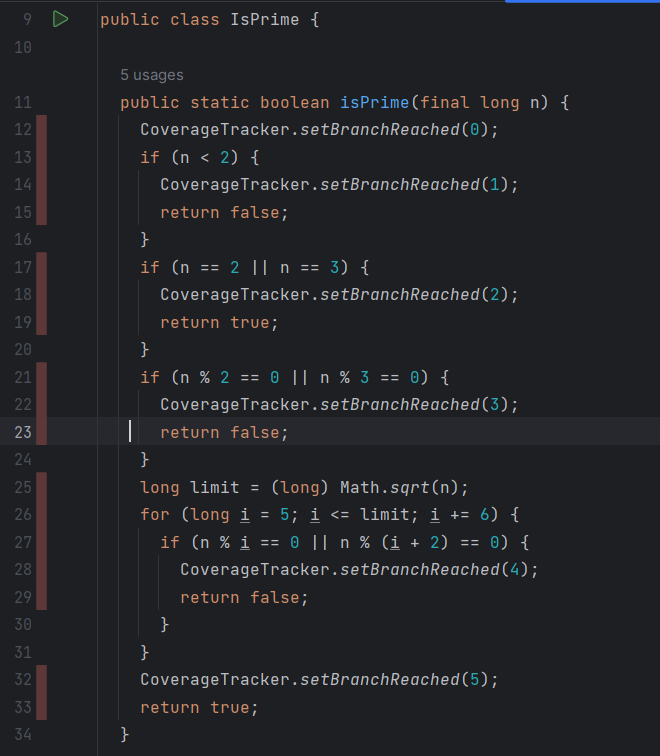 9 public class IsPrime {
10
5 usages
11 public static boolean isPrime(final long n) {
12 CoverageTracker.setBranchReached(0);
13 if (n < 2) {
14 CoverageTracker.setBranchReached(1);
15 return false;
16 }
17 if (n == 2 || n == 3) {
18 CoverageTracker.setBranchReached(2);
19 return true;
20 }
21 if (n % 2 == 0 || n % 3 == 0) {
22 CoverageTracker.setBranchReached(3);
23 return false;
24 }
25 long limit = (long) Math.sqrt(n);
26 for (long i = 5; i <= limit; i += 6) {
27 if (n % i == 0 || n % (i + 2) == 0) {
28 CoverageTracker.setBranchReached(4);
29 return false;
30 }
31 }
32 CoverageTracker.setBranchReached(5);
33 return true;
34 }